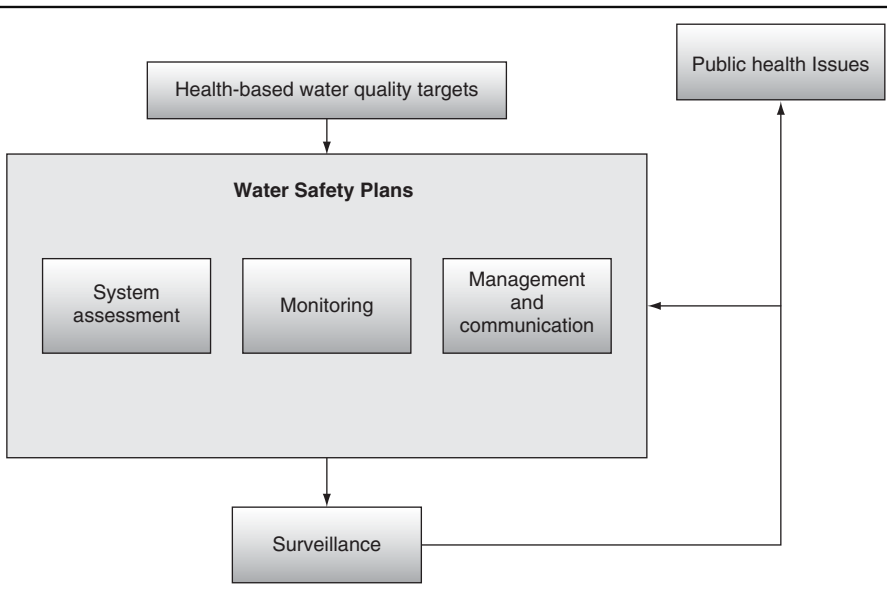 Public health Issues
Health-based water quality targets
Water Safety Plans
System
assessment
Monitoring
Management
and
communication
Surveillance